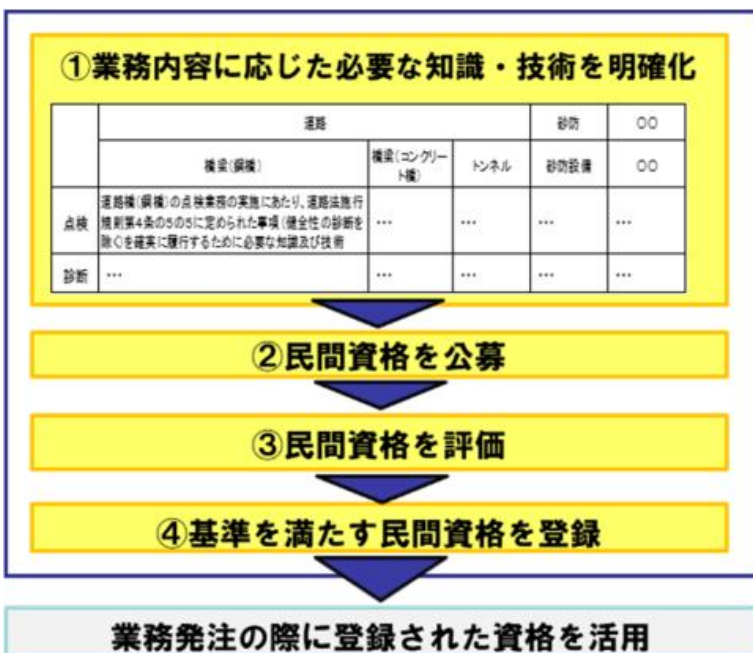 ①業務内容に応じた必要な知識・技術を明確化
道路 砂防 〇〇
橋梁(鋼橋) 橋梁(コンクリー トンネル 砂防設備 〇〇
ト橋)
点検 道路橋(鋼橋)の点検業務の実施にあたり、道路法施行
規則第4条の5の5に定められた事項(健全性の診断を … … … …
除く)を確実に履行するために必要な知識及び技術
診断 … … … … …
②民間資格を公募
③民間資格を評価
④基準を満たす民間資格を登録
業務発注の際に登録された資格を活用